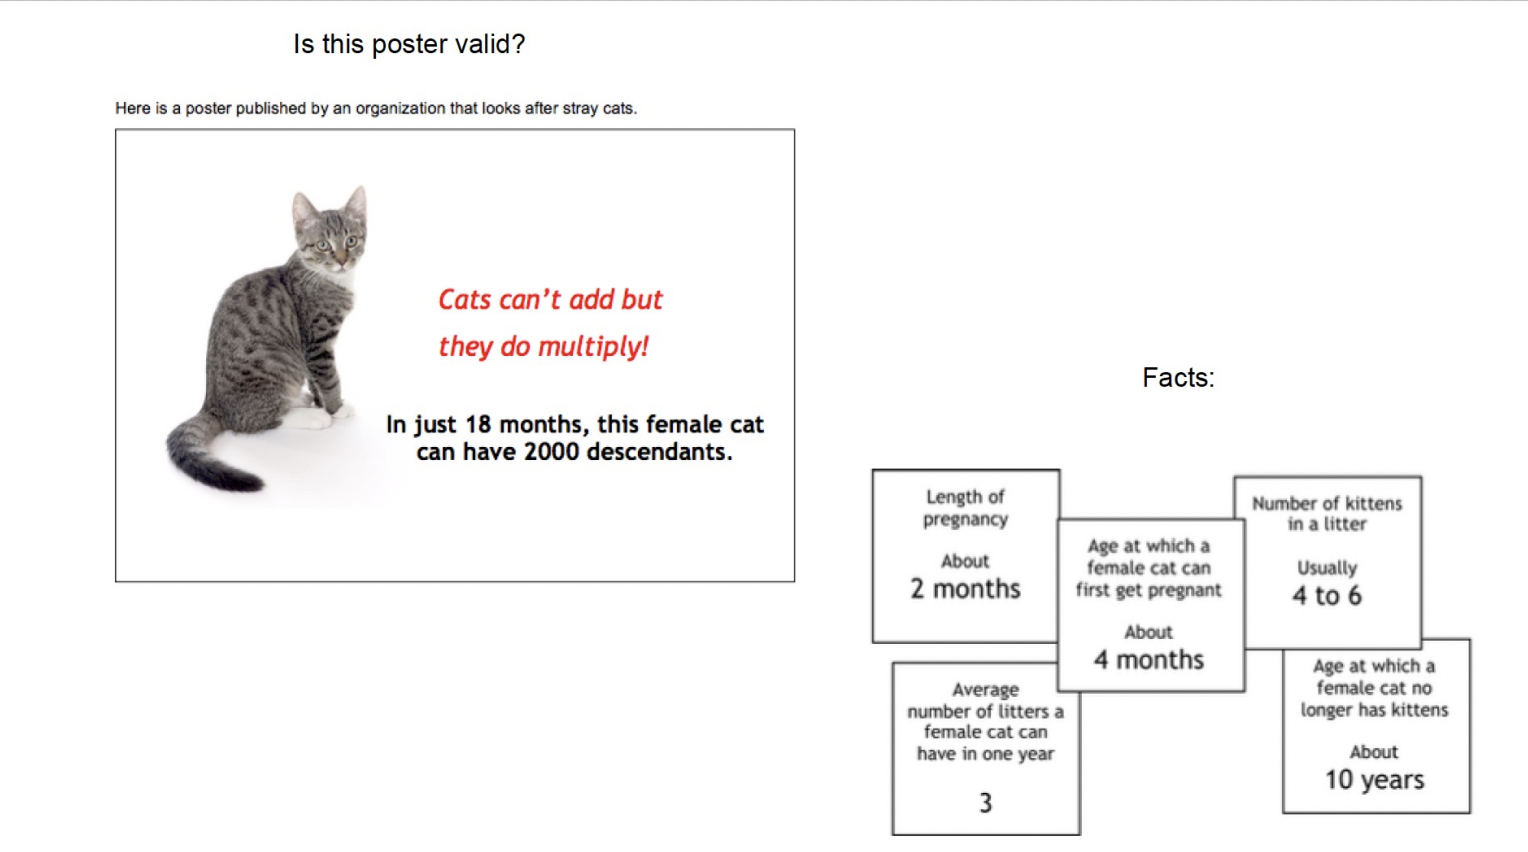 Is this poster valid?
Here is a poster published by an organization that looks after stray cats.
Cats can't add but
they do multiply!
In just 18 months, this female cat
can have 2000 descendants.
Facts:
Length of
pregnancy
About
2 months
Age at which a
female cat can
first get pregnant
About
4 months
Number of kittens
in a litter
Usually
4 to 6
Average
number of litters a
female cat can
have in one year
3
Age at which a
female cat no
longer has kittens
About
10 years